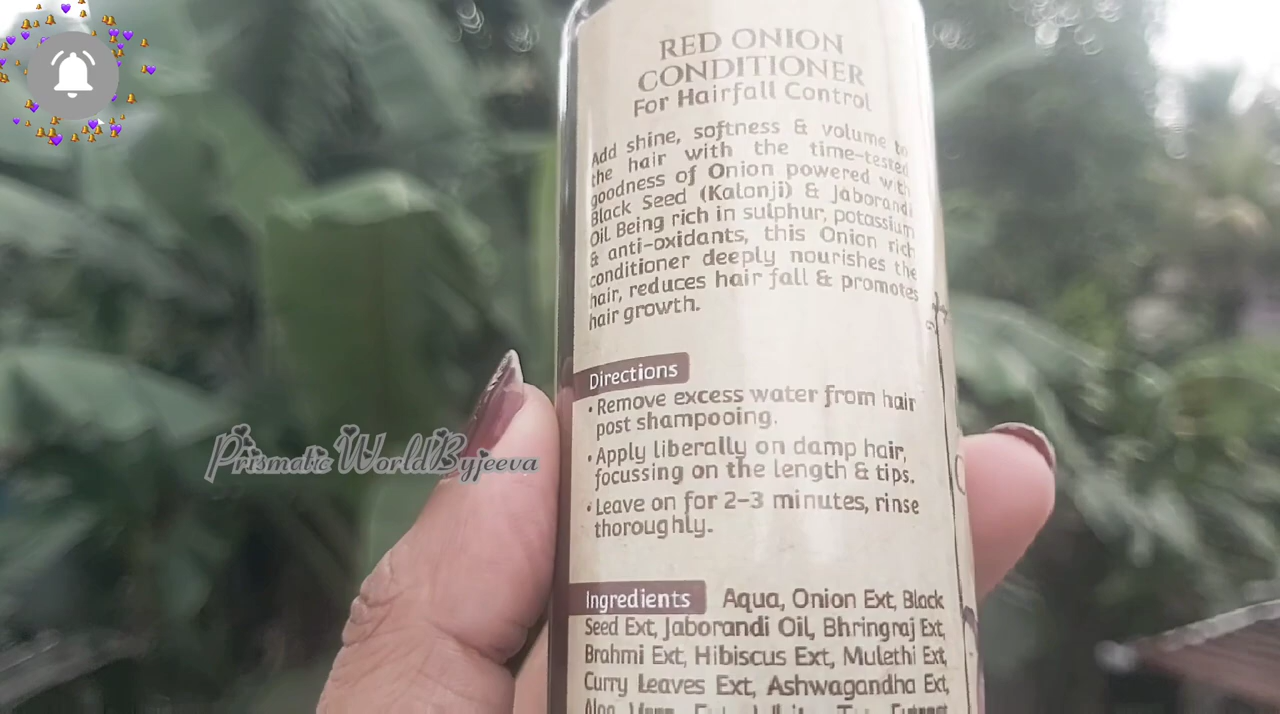 RED ONION
CONDITIONER
For Hairfall Control
Add shine, softness & volume to
the hair with the time-tested
goodness of Onion powered with
Black Seed (Kalonji) & Jaborandi
Oil Being rich in sulphur, potassium
& anti-oxidants, this Onion rich
conditioner deeply nourishes the
hair, reduces hair fall & promotes
hair growth.
Directions
• Remove excess water from hair
post shampooing.
• Apply liberally on damp hair,
focussing on the length & tips.
• Leave on for 2-3 minutes, rinse
thoroughly.
Prismatic WorldByjeeva
Ingredients Aqua, Onion Ext, Black
Seed Ext, Jaborandi Oil, Bhringraj Ext,
Brahmi Ext, Hibiscus Ext, Mulethi Ext,
Curry Leaves Ext, Ashwagandha Ext,